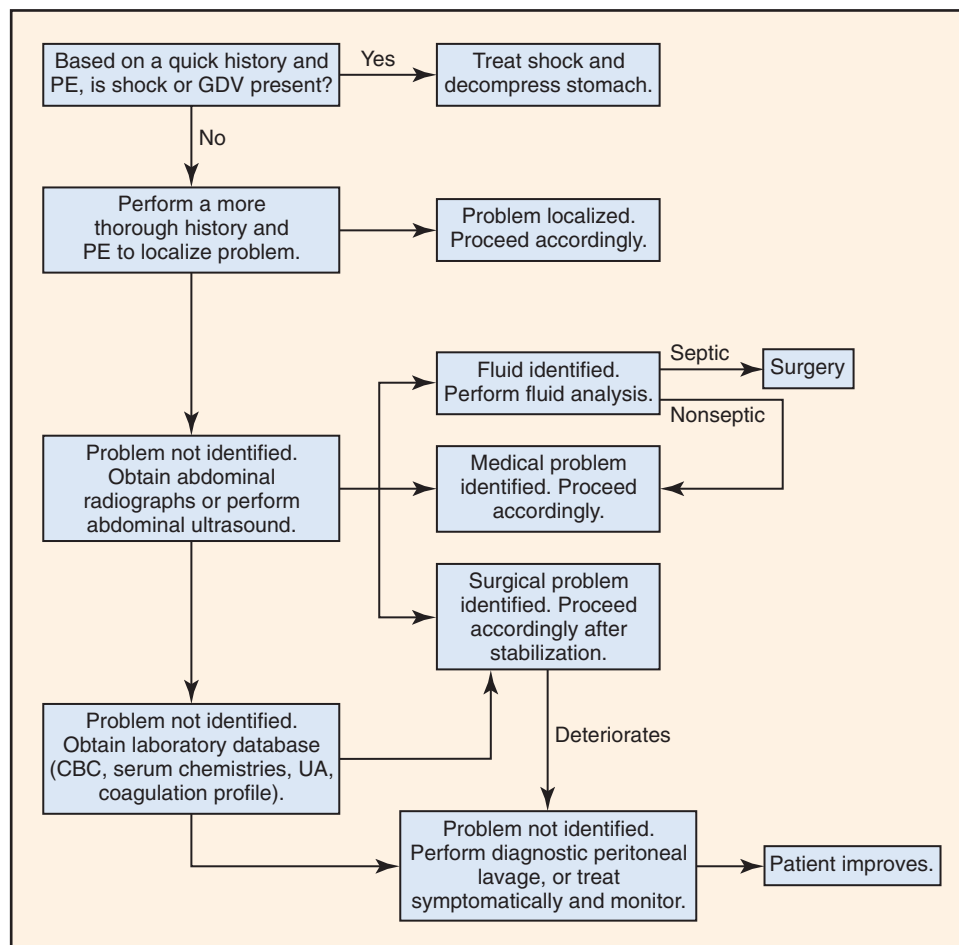 Based on a quick history and
PE, is shock or GDV present?
Yes
Treat shock and
decompress stomach.
No
Perform a more
thorough history and
PE to localize problem.
Problem localized.
Proceed accordingly.
Fluid identified.
Perform fluid analysis.
Septic
Surgery
Nonseptic
Problem not identified.
Obtain abdominal
radiographs or perform
abdominal ultrasound.
Medical problem
identified. Proceed
accordingly.
Surgical problem
identified. Proceed
accordingly after
stabilization.
Problem not identified.
Obtain laboratory database
(CBC, serum chemistries, UA,
coagulation profile).
Deteriorates
Problem not identified.
Perform diagnostic peritoneal
lavage, or treat
symptomatically and monitor.
Patient improves.